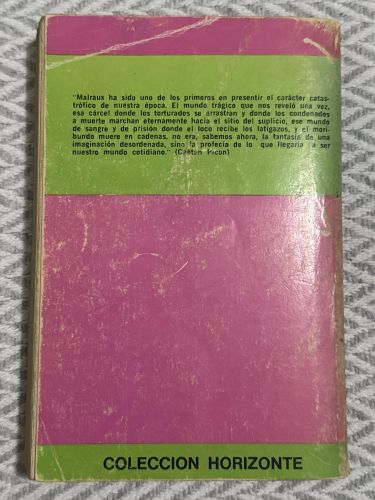 "Malraux ha sido uno de los primeros en presentir el carácter catas-
trófico de nuestra época. El mundo trágico que nos reveló una vez,
esa cárcel donde los torturados se arrastran y donde los condenados
a muerte marchan eternamente hacia el sitio del suplicio, ese mundo
de sangre y de prisión donde el loco recibe los latigazos, y el mori-
bundo muere en cadenas, no era, sabemos ahora, la fantasía de una
imaginación desordenada, sino la profecía de lo que llegaría a ser
nuestro mundo cotidiano." (Gaëtan Picon)
COLECCION HORIZONTE